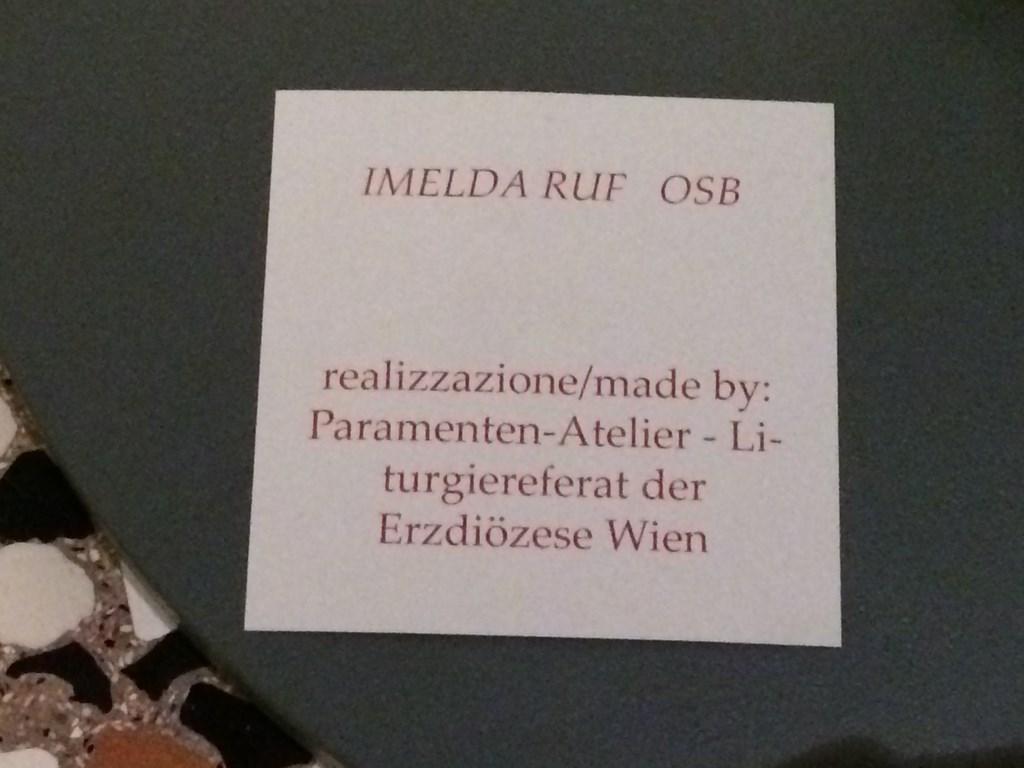 IMELDA RUF OSB
realizzazione/made by:
Paramenten-Atelier - Li-
turgiereferat der
Erzdiözese Wien